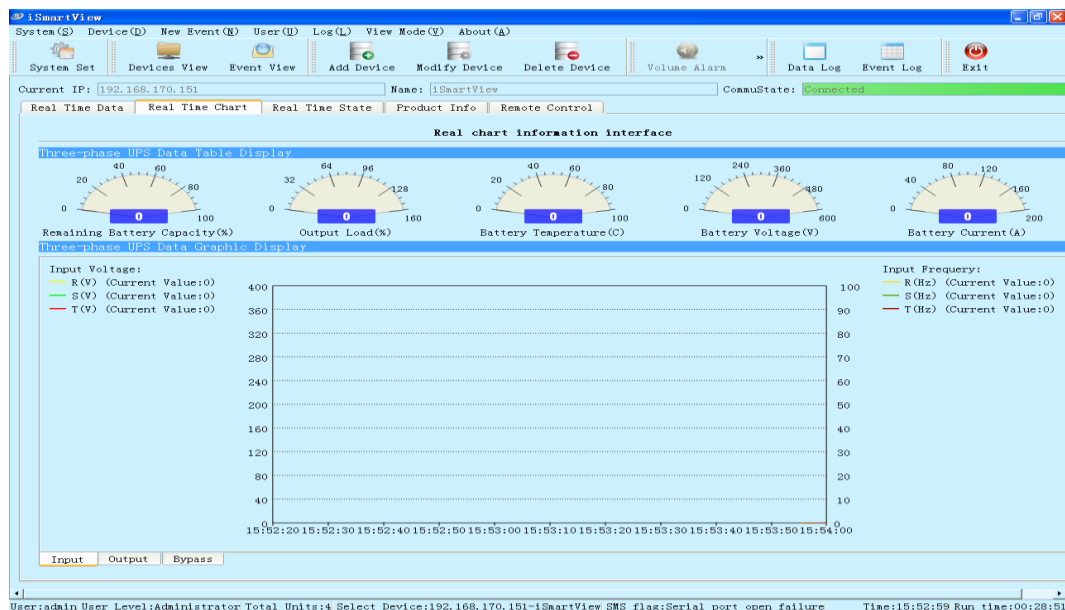 iSmartView
System(S) Device(D) New Event(N) User(U) Log(L) View Mode(V) About(A)
System Set Devices View Event View Add Device Modify Device Delete Device Volume Alarm » Data Log Event Log Exit
Current IP: 192.168.170.151 Name: iSmartView CommuState: Connected
Real Time Data Real Time Chart Real Time State Product Info Remote Control
Real chart information interface
Three-phase UPS Data Table Display
0 20 40 60 80 100 0
0 32 64 96 128 160 0
0 20 40 60 80 100 0
0 120 240 360 480 600 0
0 40 80 120 160 200 0
Remaining Battery Capacity(%) Output Load(%) Battery Temperature(C) Battery Voltage(V) Battery Current(A)
Three-phase UPS Data Graphic Display
Input Voltage:
R(V) (Current Value:0)
S(V) (Current Value:0)
T(V) (Current Value:0)
Input Frequery:
R(Hz) (Current Value:0)
S(Hz) (Current Value:0)
T(Hz) (Current Value:0)
400 100
360 90
320 80
280 70
240 60
200 50
160 40
120 30
80 20
40 10
0 0
15:52:20 15:52:30 15:52:40 15:52:50 15:53:00 15:53:10 15:53:20 15:53:30 15:53:40 15:53:50 15:54:00
Input Output Bypass
User:admin User Level:Administrator Total Units:4 Select Device:192.168.170.151-iSmartView SMS flag:Serial port open failure Time:15:52:59 Run time:00:28:51